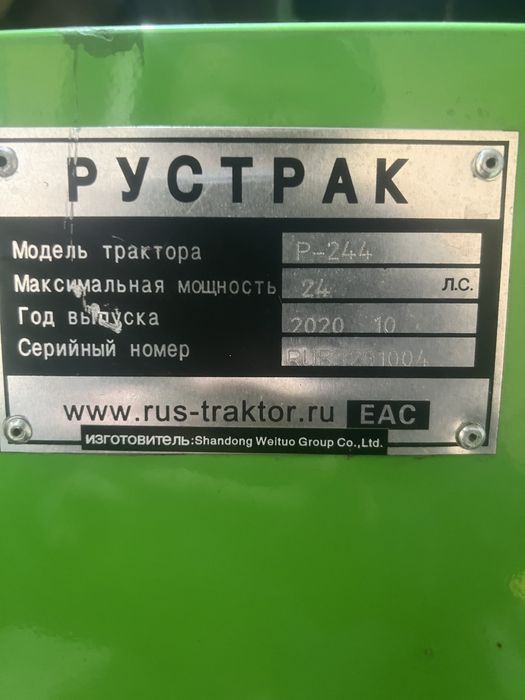 РУСТРАК
Модель трактора Р-244
Максимальная мощность 24 Л.С.
Год выпуска 2020 10
Серийный номер
www.rus-traktor.ru EAC
ИЗГОТОВИТЕЛЬ:Shandong Weituo Group Co.,Ltd.